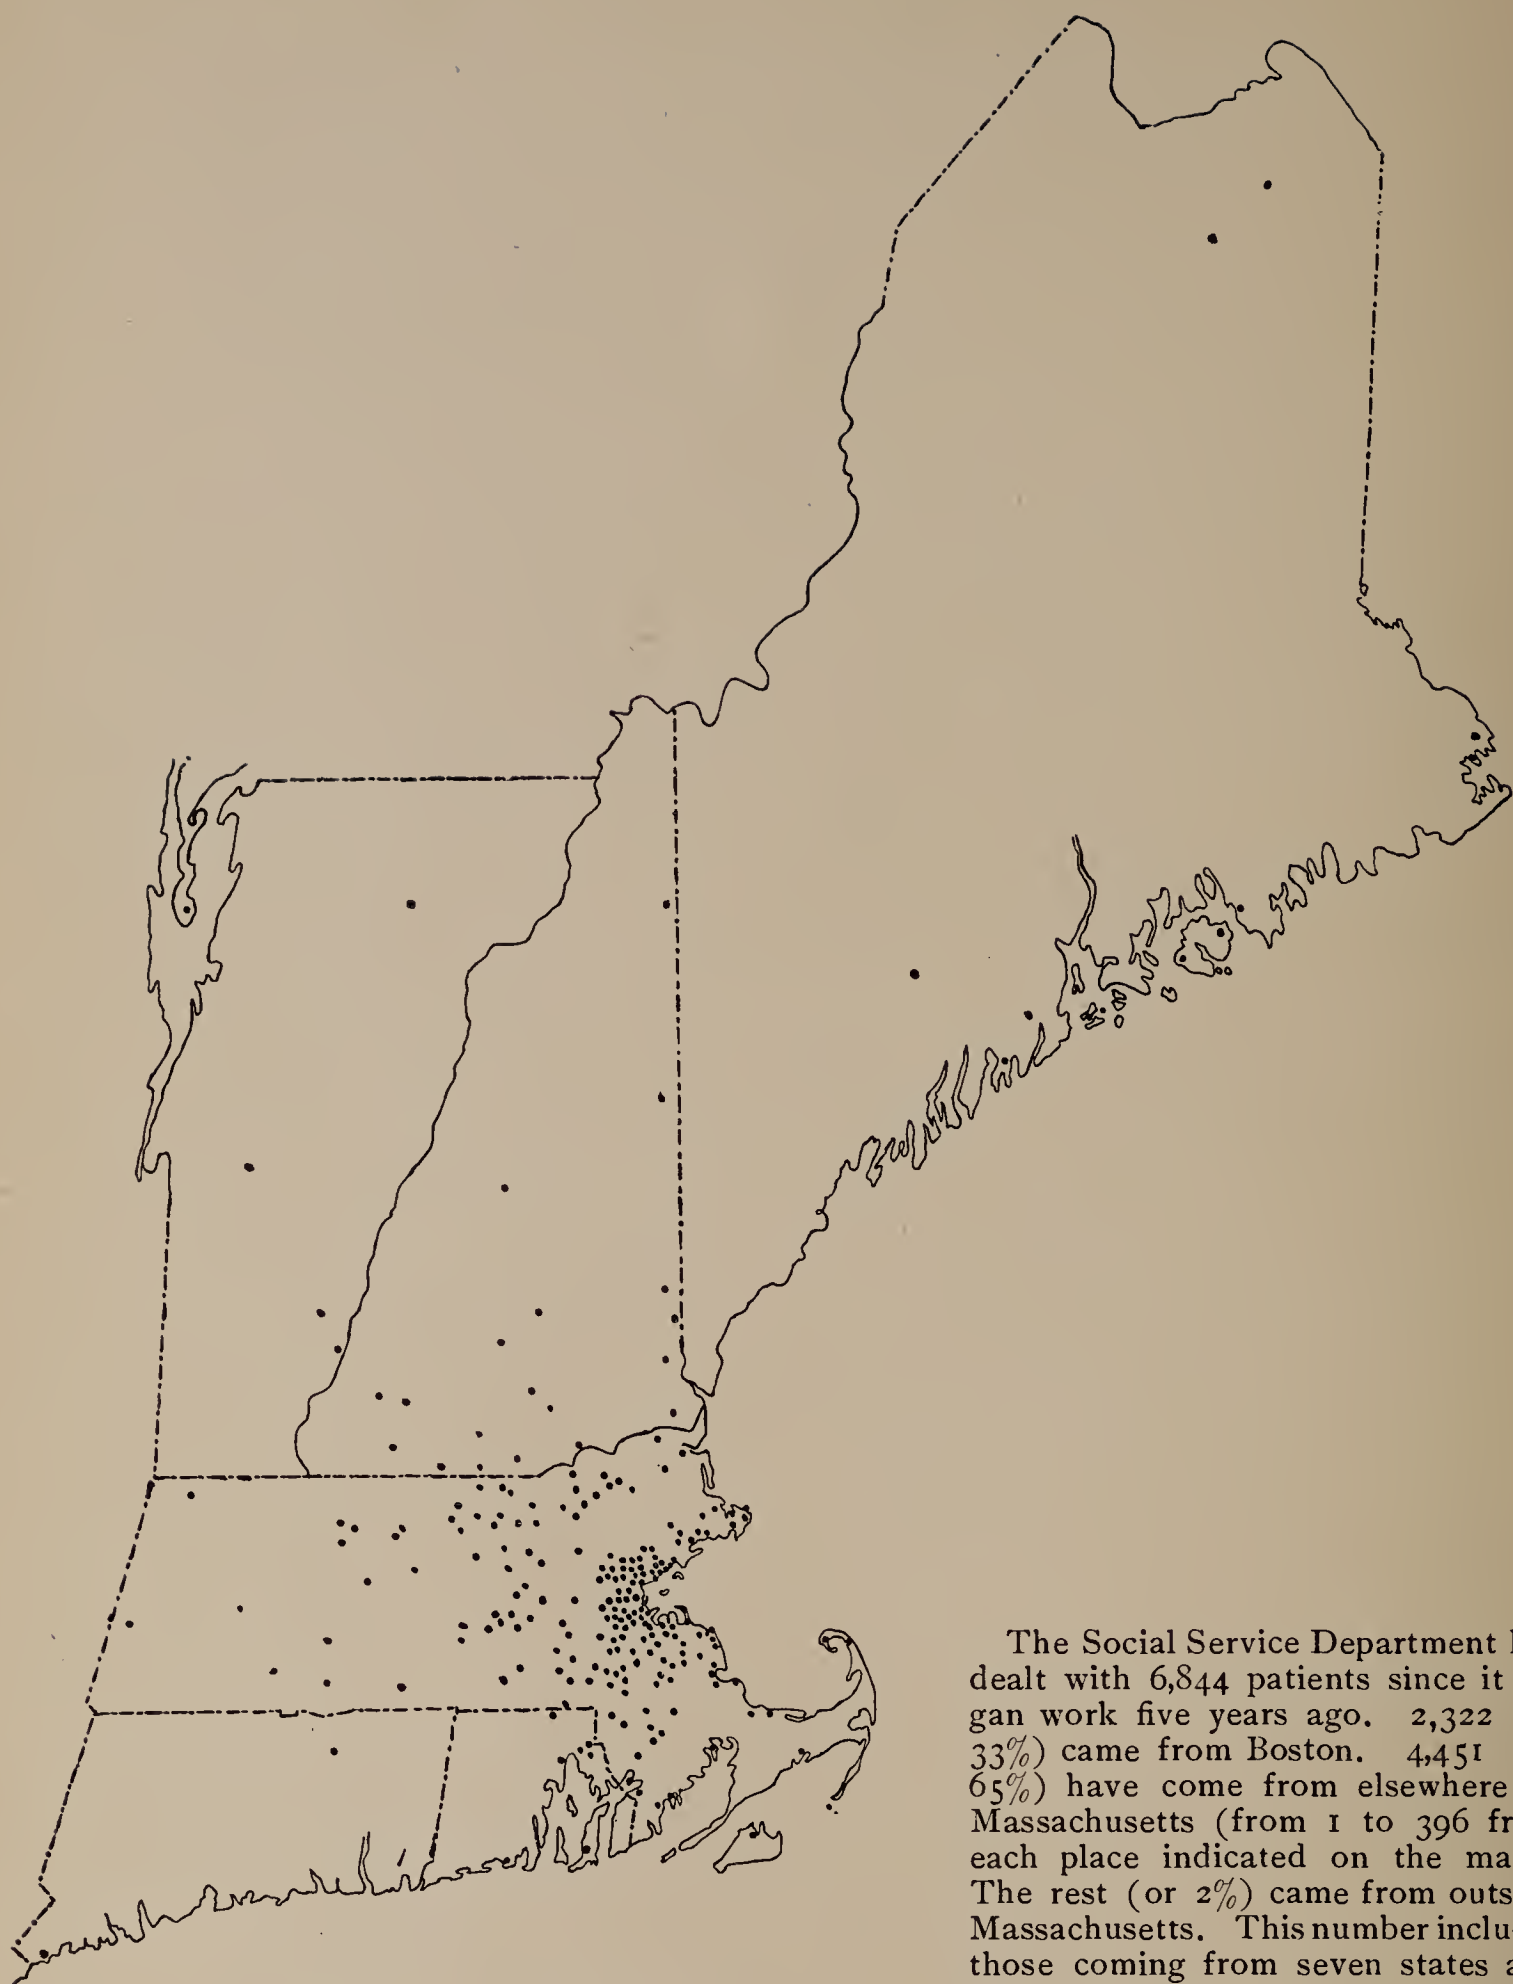 The Social Service Department
dealt with 6,844 patients since it
gan work five years ago. 2,322
33%) came from Boston. 4,451
65%) have come from elsewhere
Massachusetts (from 1 to 396 fr
each place indicated on the ma
The rest (or 2%) came from outs
Massachusetts. This number inclu
those coming from seven states a